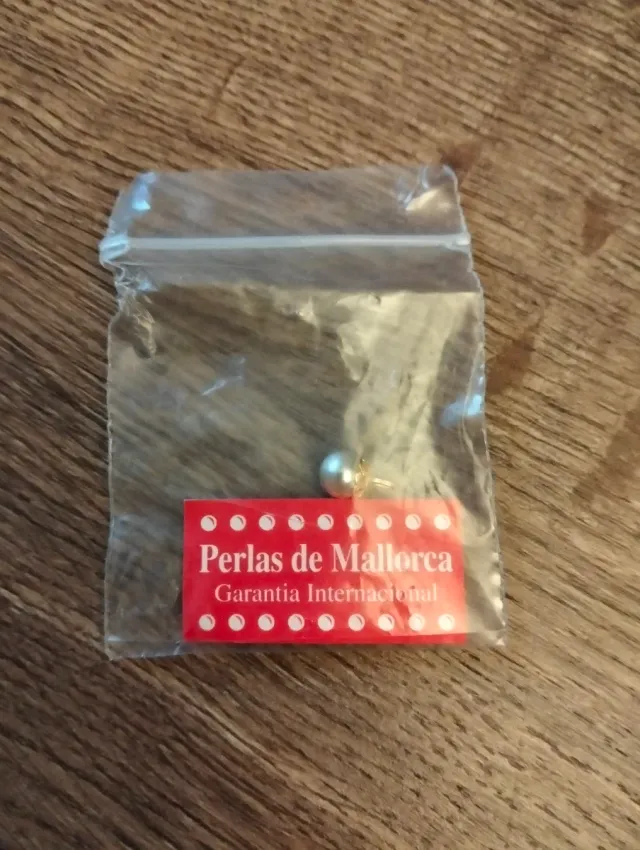 Perlas de Mallorca
Garantia Internacional